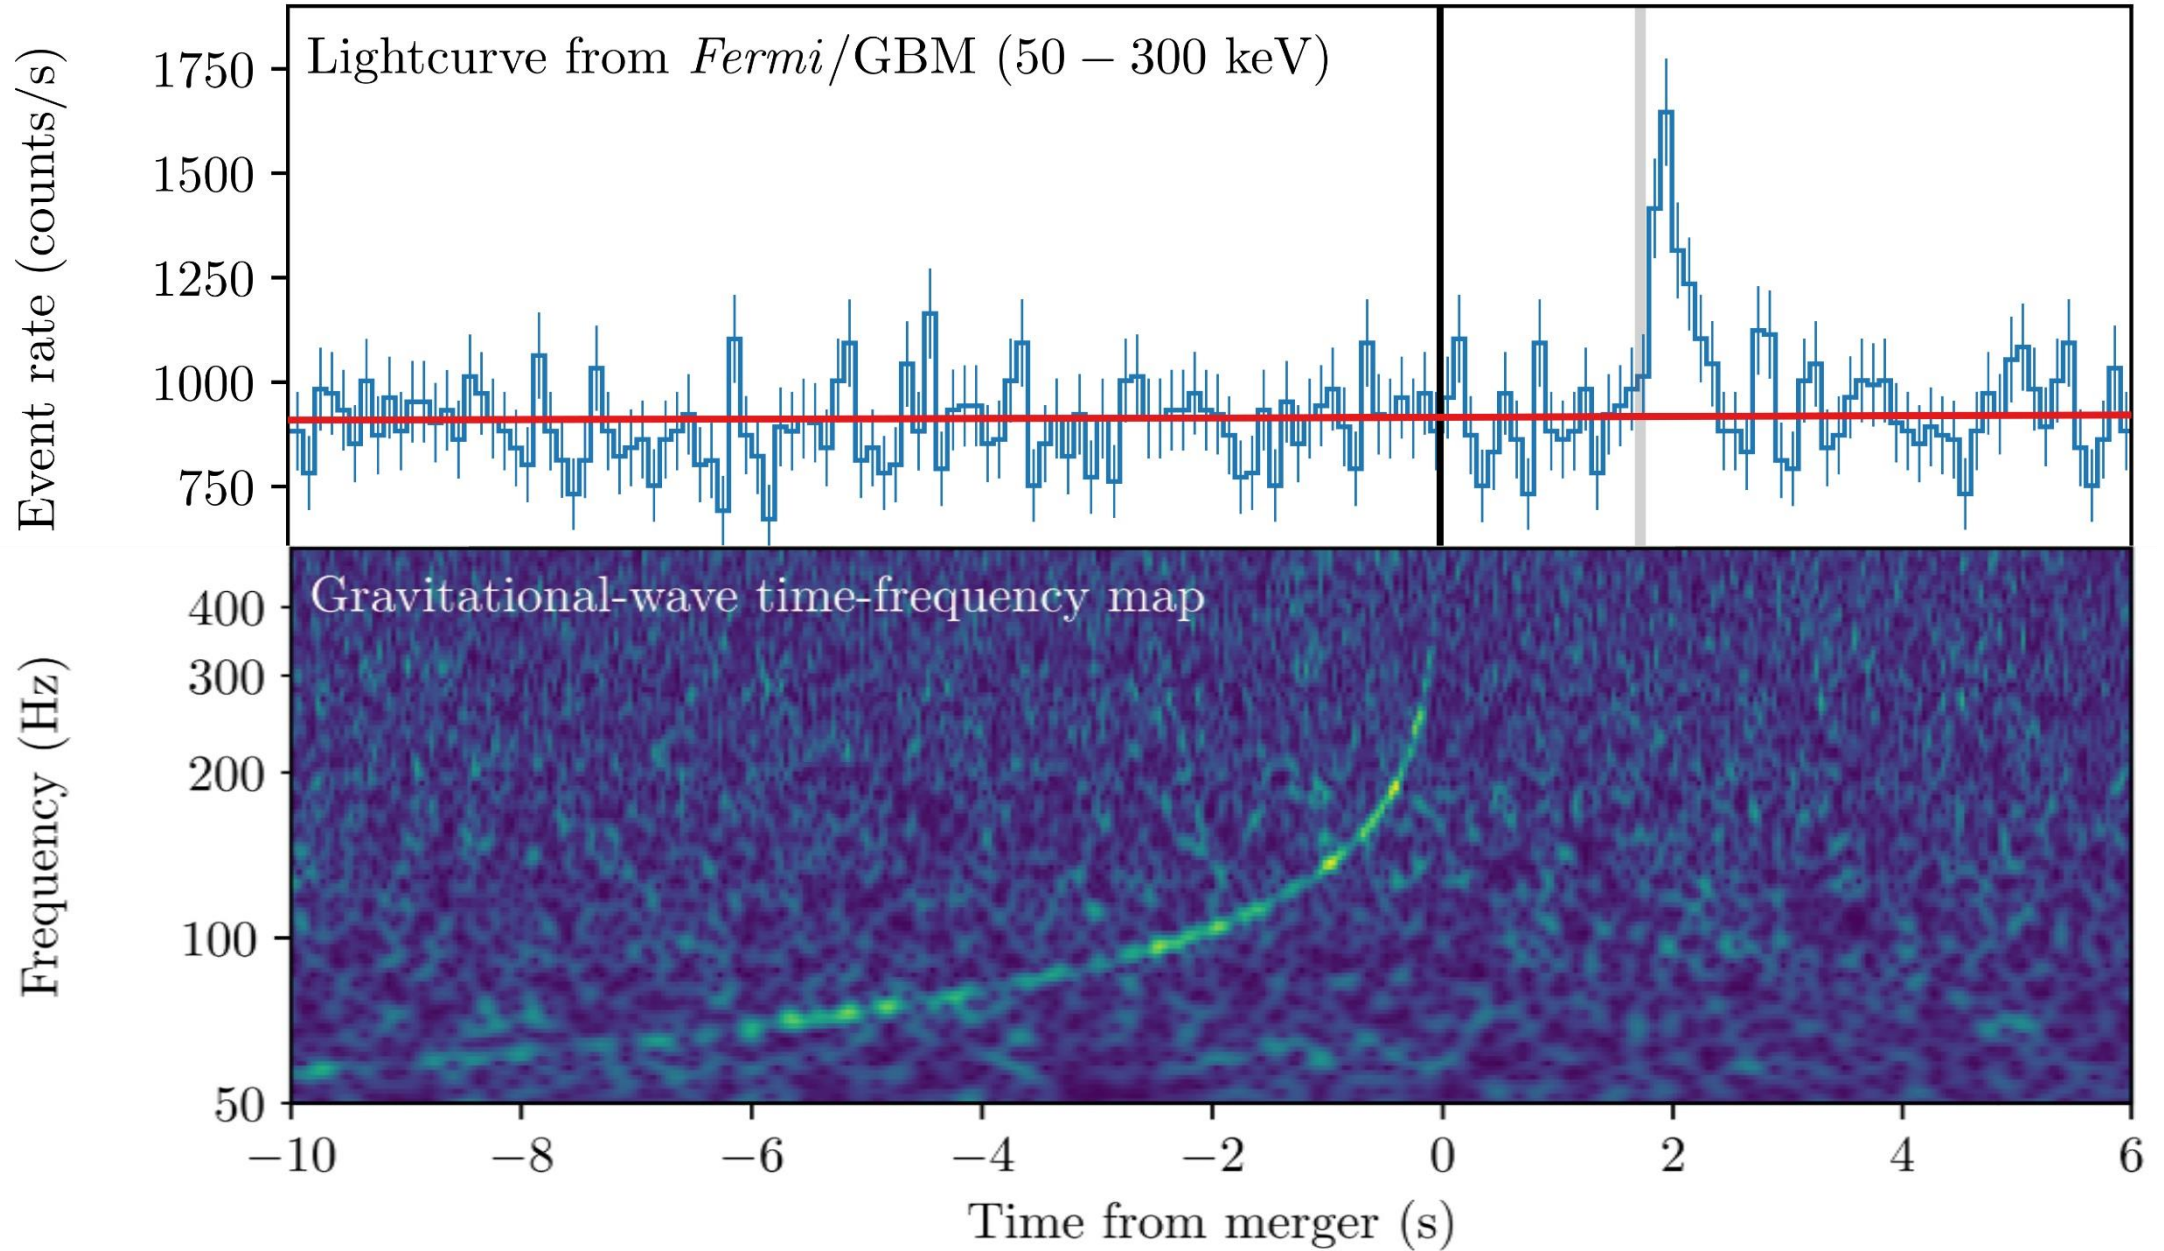 Lightcurve from Fermi/GBM (50 – 300 keV)
Event rate (counts/s)
1750
1500
1250
1000
750
Gravitational-wave time-frequency map
Frequency (Hz)
400
300
200
100
50
−10 −8 −6 −4 −2 0 2 4 6
Time from merger (s)